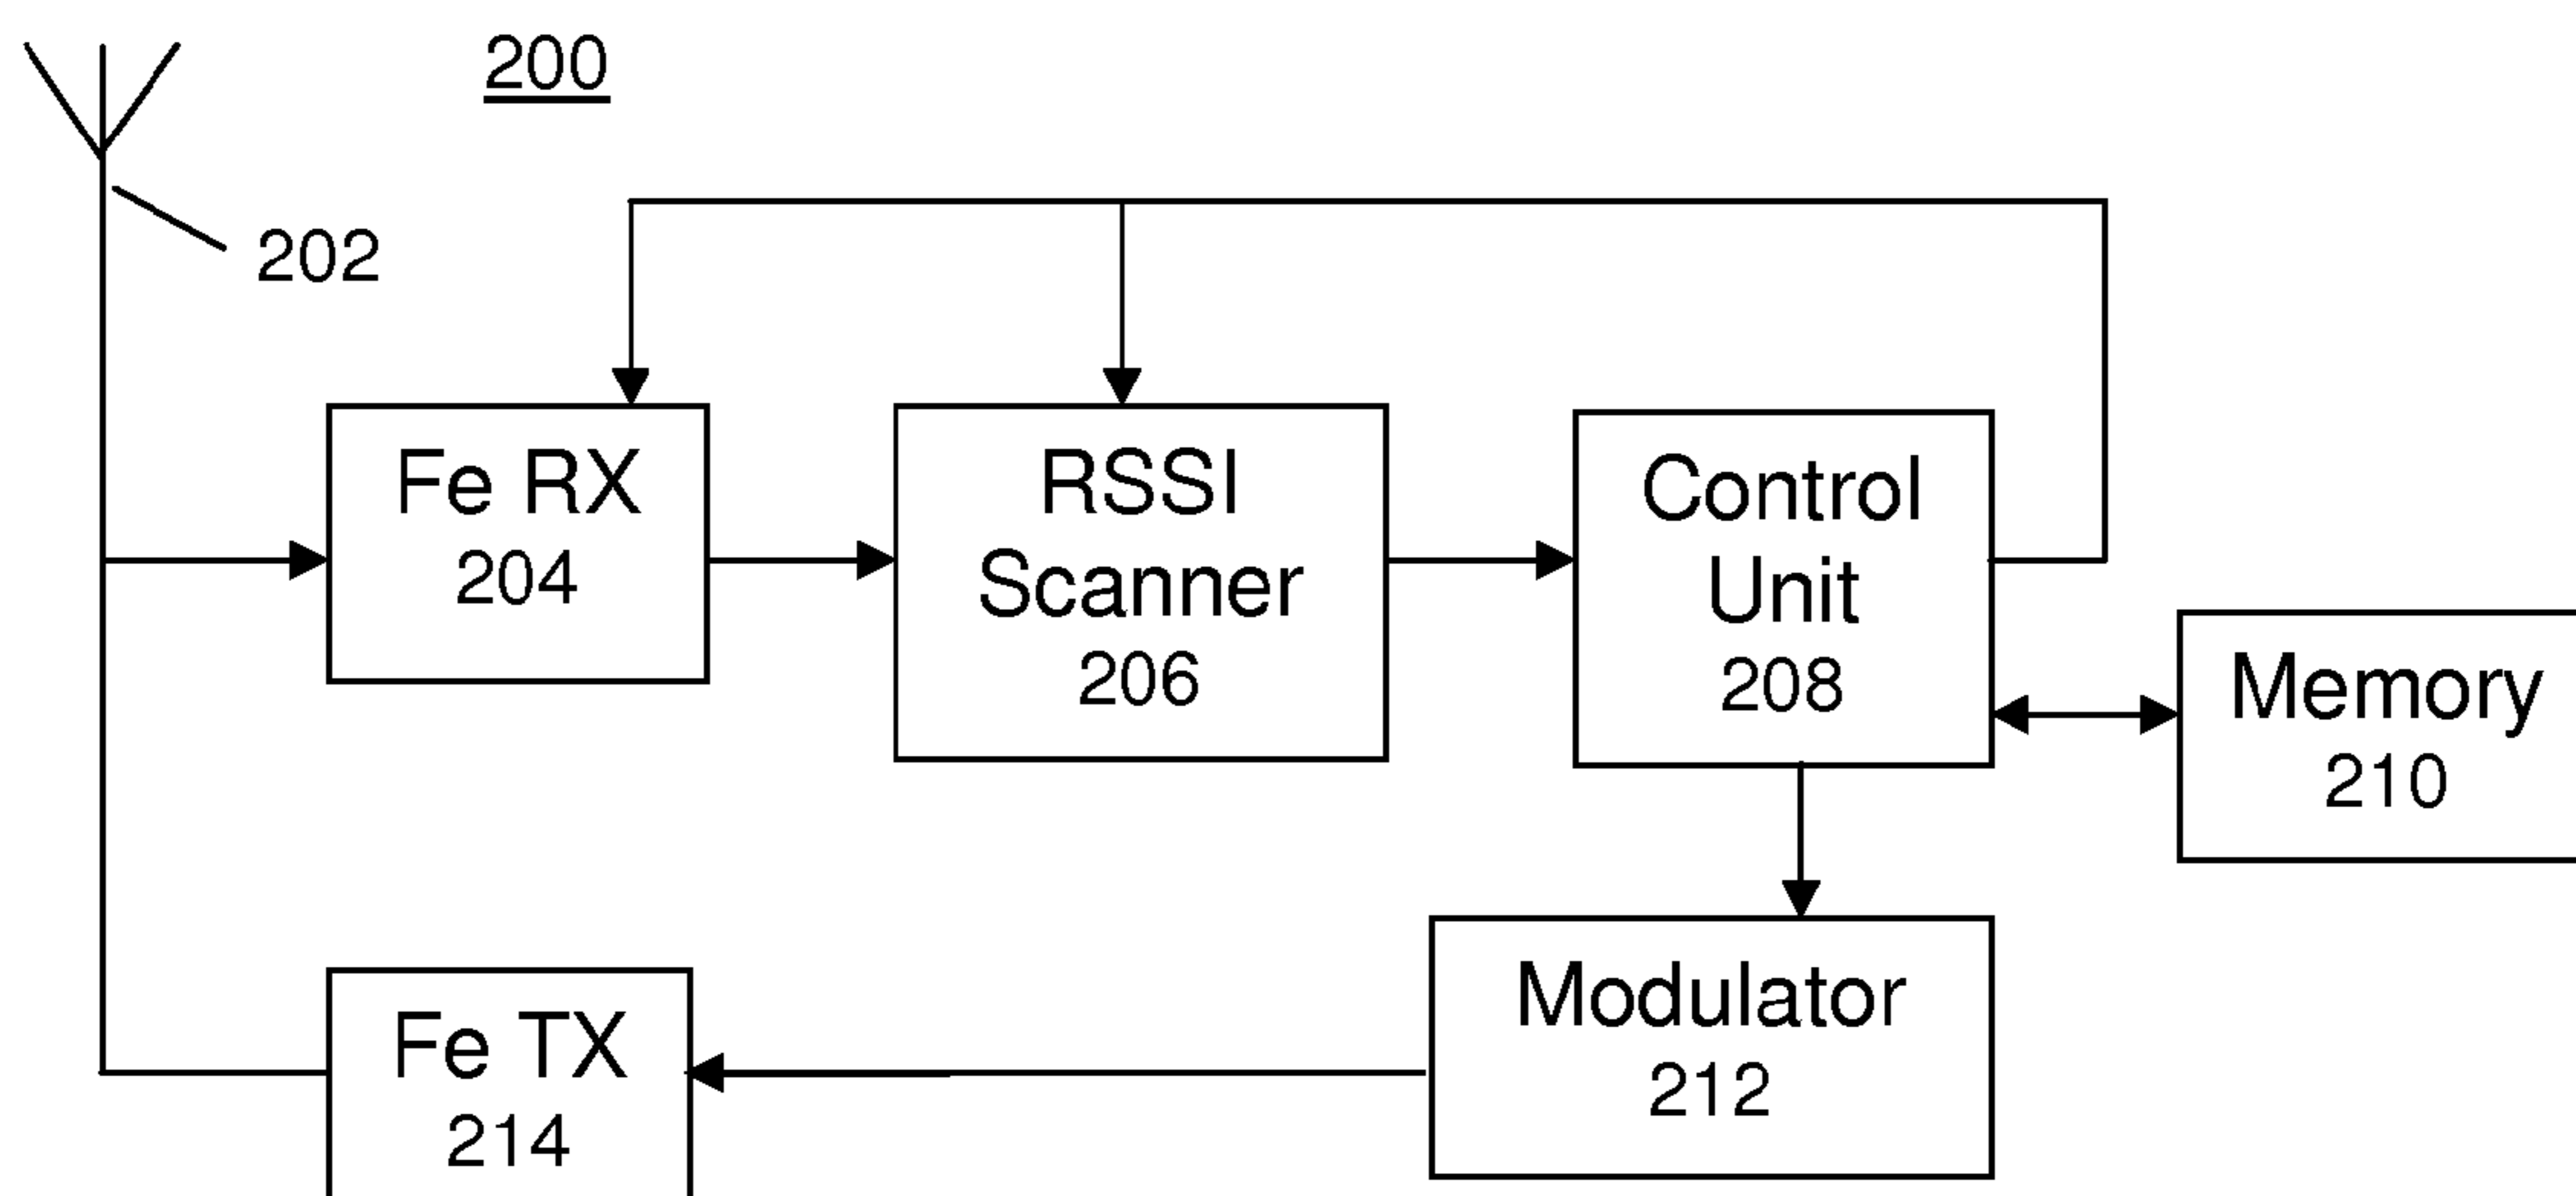 200
202
Fe RX
204
RSSI
Scanner
206
Control
Unit
208
Memory
210
Modulator
212
Fe TX
214